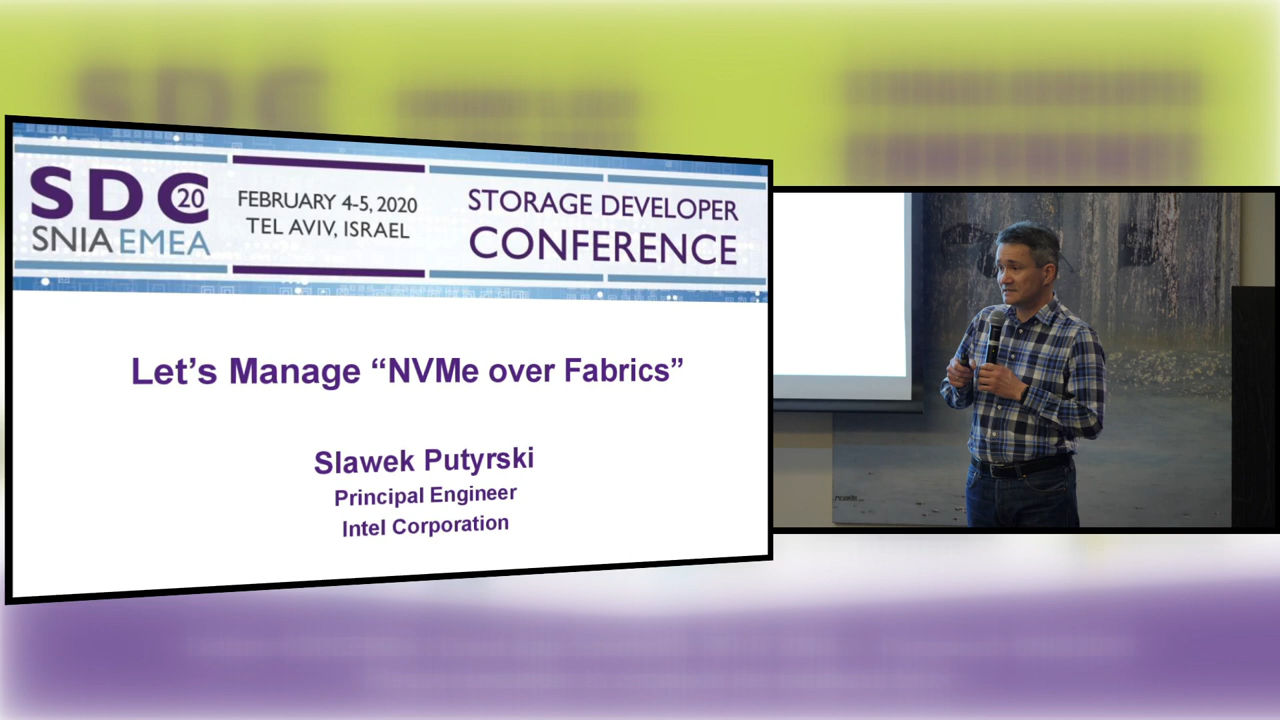 SDC 20
SNIA EMEA
FEBRUARY 4-5, 2020
TEL AVIV, ISRAEL
STORAGE DEVELOPER
CONFERENCE
Let's Manage “NVMe over Fabrics”
Slawek Putyrski
Principal Engineer
Intel Corporation